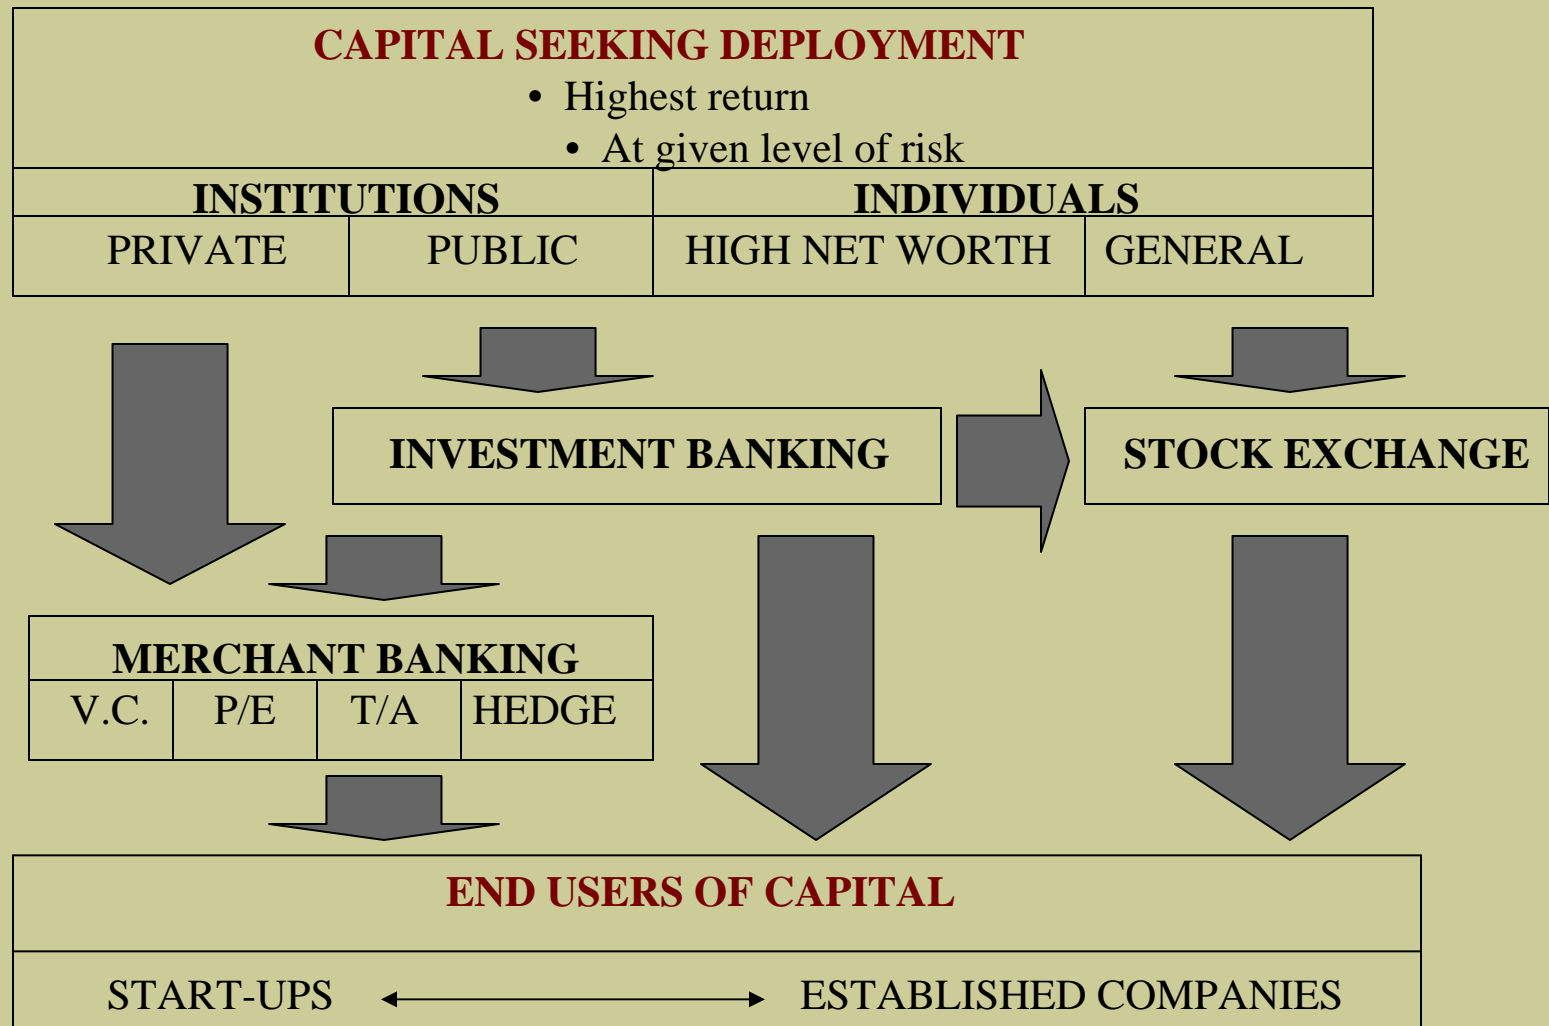 CAPITAL SEEKING DEPLOYMENT
• Highest return
• At given level of risk
INSTITUTIONS INDIVIDUALS
PRIVATE PUBLIC HIGH NET WORTH GENERAL
INVESTMENT BANKING STOCK EXCHANGE
MERCHANT BANKING
V.C. P/E T/A HEDGE
END USERS OF CAPITAL
START-UPS ESTABLISHED COMPANIES